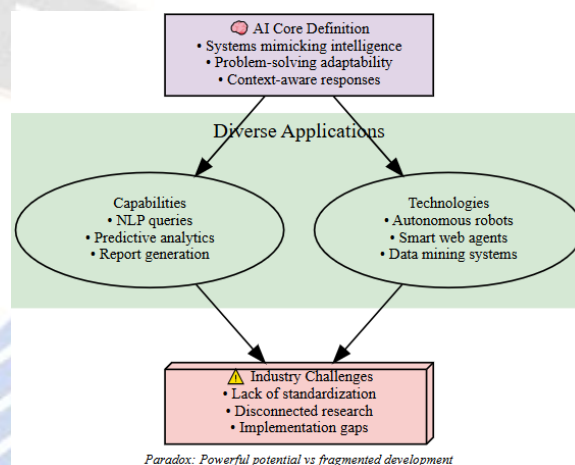 🧠 AI Core Definition
• Systems mimicking intelligence
• Problem-solving adaptability
• Context-aware responses
Diverse Applications
Capabilities
• NLP queries
• Predictive analytics
• Report generation
Technologies
• Autonomous robots
• Smart web agents
• Data mining systems
⚠️ Industry Challenges
• Lack of standardization
• Disconnected research
• Implementation gaps
Paradox: Powerful potential vs fragmented development